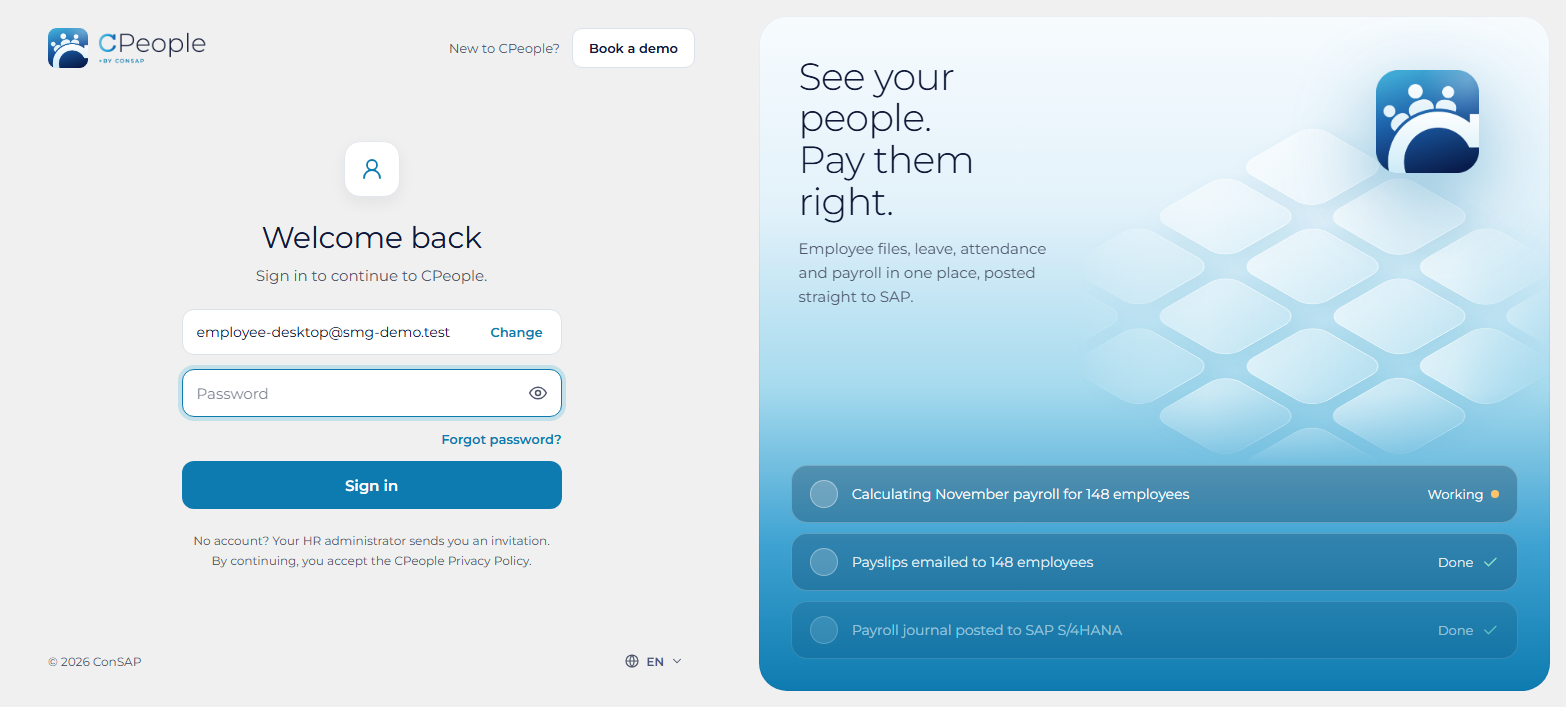 CPeople
BY CONSAP
New to CPeople?
Book a demo
Welcome back
Sign in to continue to CPeople.
employee-desktop@smg-demo.test
Change
Password
Forgot password?
Sign in
No account? Your HR administrator sends you an invitation.
By continuing, you accept the CPeople Privacy Policy.
© 2026 ConSAP
EN
See your
people.
Pay them
right.
Employee files, leave, attendance
and payroll in one place, posted
straight to SAP.
Calculating November payroll for 148 employees
Working
Payslips emailed to 148 employees
Done
Payroll journal posted to SAP S/4HANA
Done